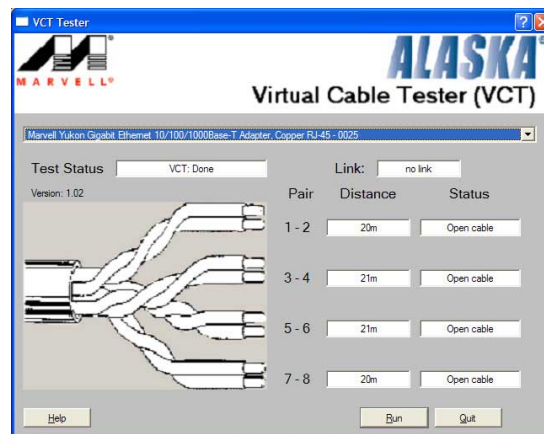 VCT Tester
MARVELL®
ALASKA®
Virtual Cable Tester (VCT)
Marvell Yukon Gigabit Ethernet 10/100/1000Base-T Adapter, Copper RJ-45 - 0025
Test Status VCT: Done Link: no link
Version: 1.02 Pair Distance Status
1 - 2 20m Open cable
3 - 4 21m Open cable
5 - 6 21m Open cable
7 - 8 20m Open cable
Help Run Quit